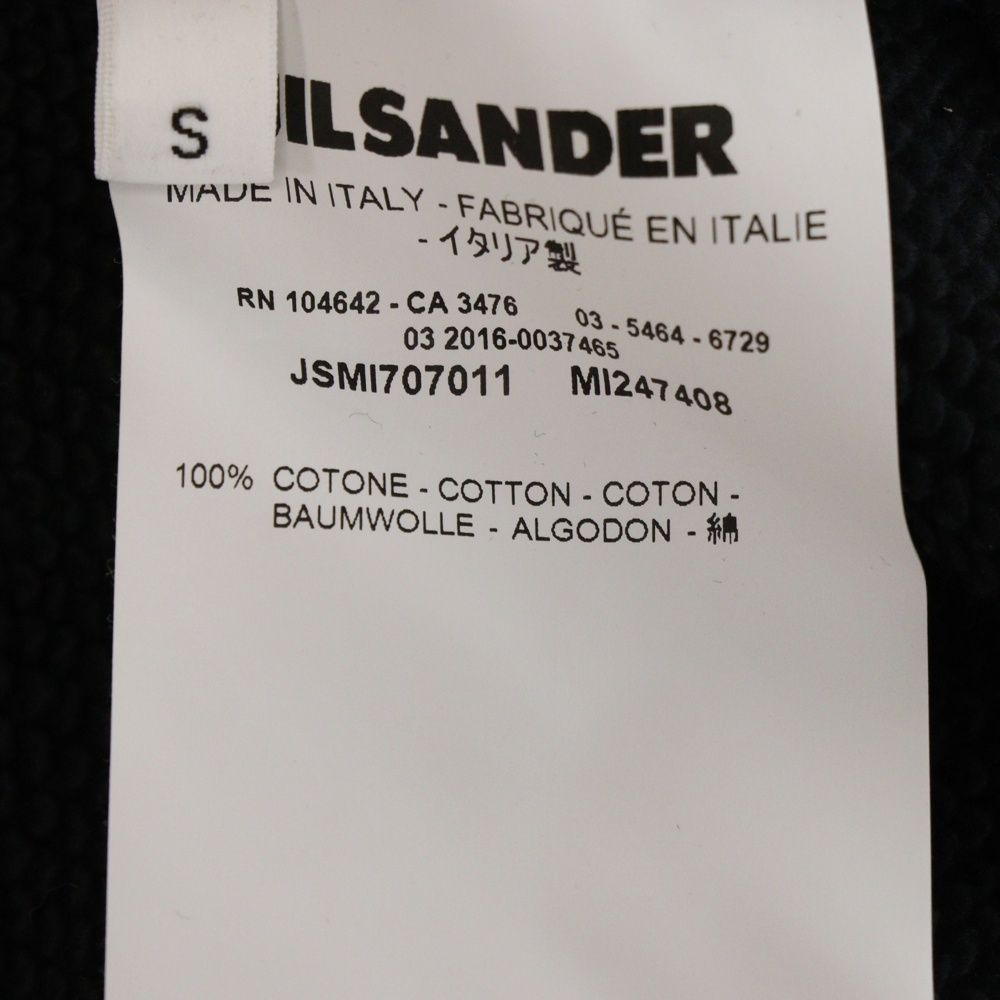 S
JILSANDER
MADE IN ITALY - FABRIQUÉ EN ITALIE
- イタリア製
RN 104642 - CA 3476 03 - 5464 - 6729
03 2016-0037465
JSMI707011 MI247408
100% COTONE - COTTON - COTON -
BAUMWOLLE - ALGODON - 綿